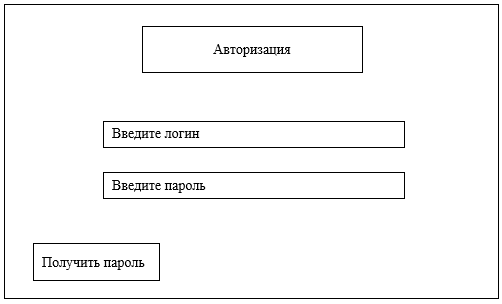 Авторизация
Введите логин
Введите пароль
Получить пароль